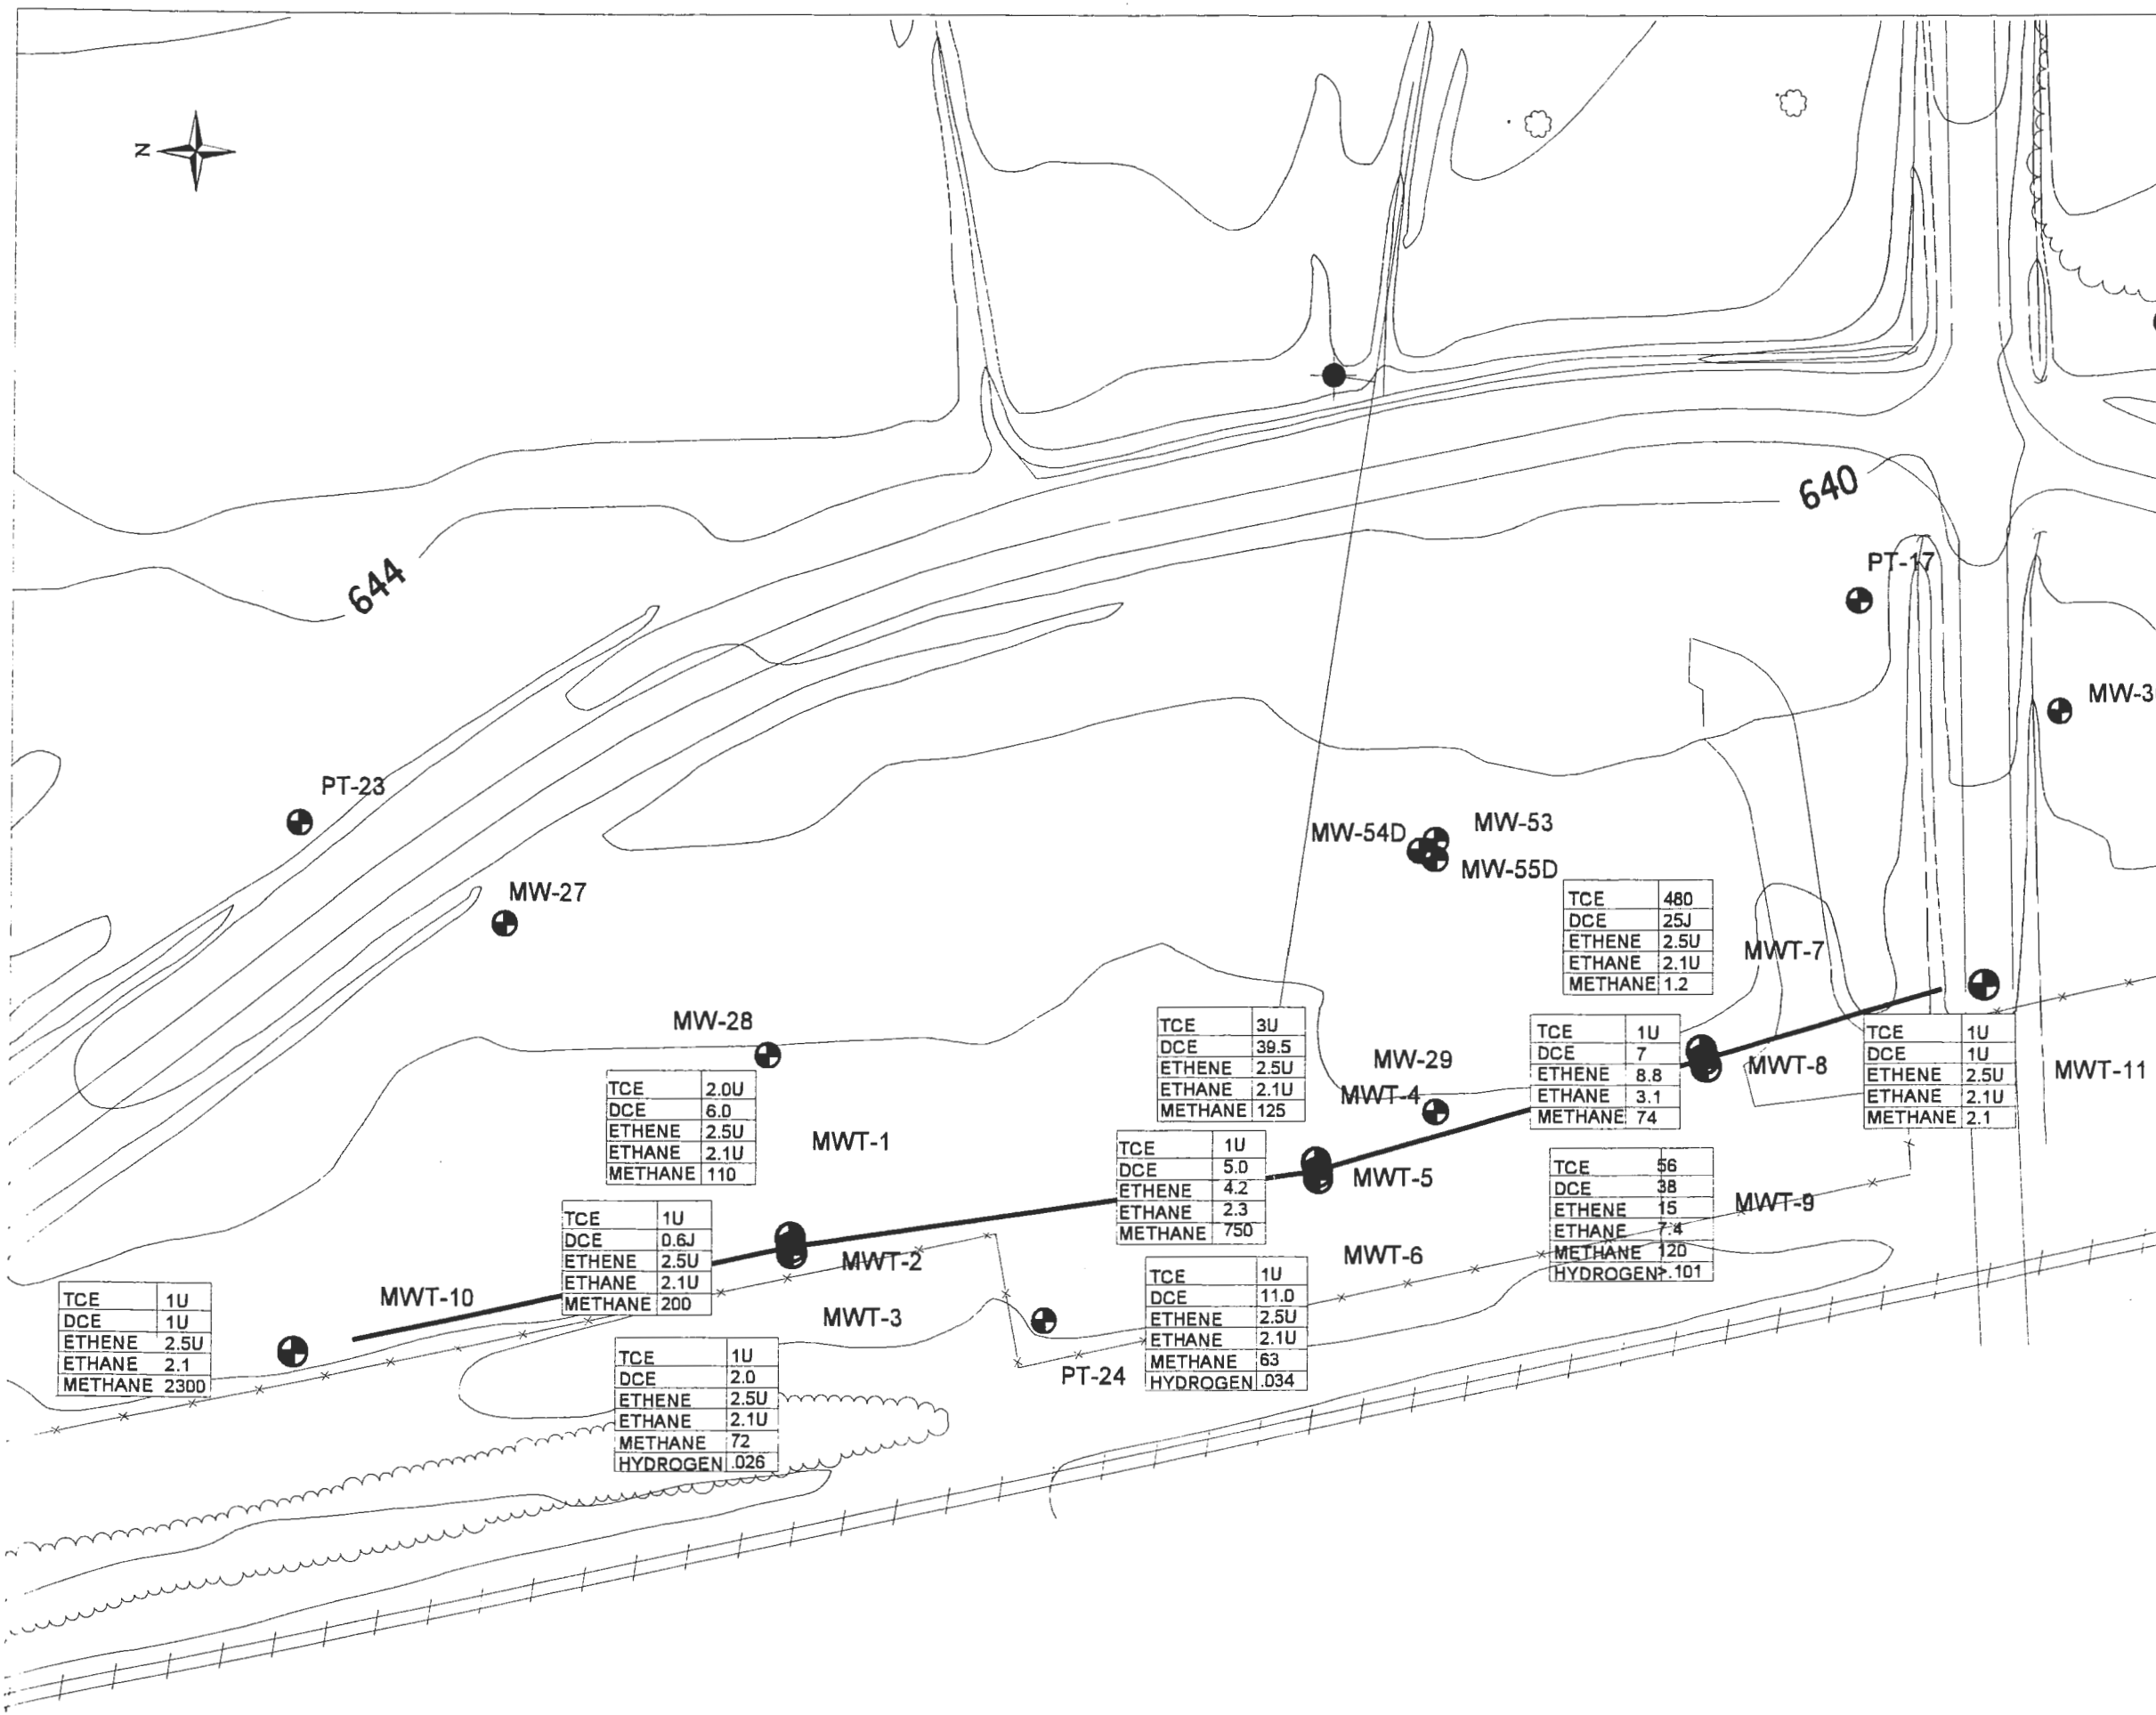 N
640
644
PT-17
MW-3
PT-23
MW-54D
MW-53
MW-55D
MW-27
TCE 480
DCE 25J
ETHENE 2.5U
ETHANE 2.1U
METHANE 1.2
MWT-7
MW-28
TCE 3U
DCE 39.5
ETHENE 2.5U
ETHANE 2.1U
METHANE 125
MW-29
MWT-4
TCE 1U
DCE 7
ETHENE 8.8
ETHANE 3.1
METHANE 74
MWT-8
TCE 1U
DCE 1U
ETHENE 2.5U
ETHANE 2.1U
METHANE 2.1
MWT-11
TCE 2.0U
DCE 6.0
ETHENE 2.5U
ETHANE 2.1U
METHANE 110
MWT-1
TCE 1U
DCE 5.0
ETHENE 4.2
ETHANE 2.3
METHANE 750
MWT-5
TCE 56
DCE 38
ETHENE 15
ETHANE 7.4
METHANE 120
HYDROGEN >.101
MWT-9
TCE 1U
DCE 0.6J
ETHENE 2.5U
ETHANE 2.1U
METHANE 200
MWT-2
MWT-6
TCE 1U
DCE 11.0
ETHENE 2.5U
ETHANE 2.1U
METHANE 63
HYDROGEN .034
TCE 1U
DCE 1U
ETHENE 2.5U
ETHANE 2.1
METHANE 2300
MWT-10
MWT-3
PT-24
TCE 1U
DCE 2.0
ETHENE 2.5U
ETHANE 2.1U
METHANE 72
HYDROGEN .026